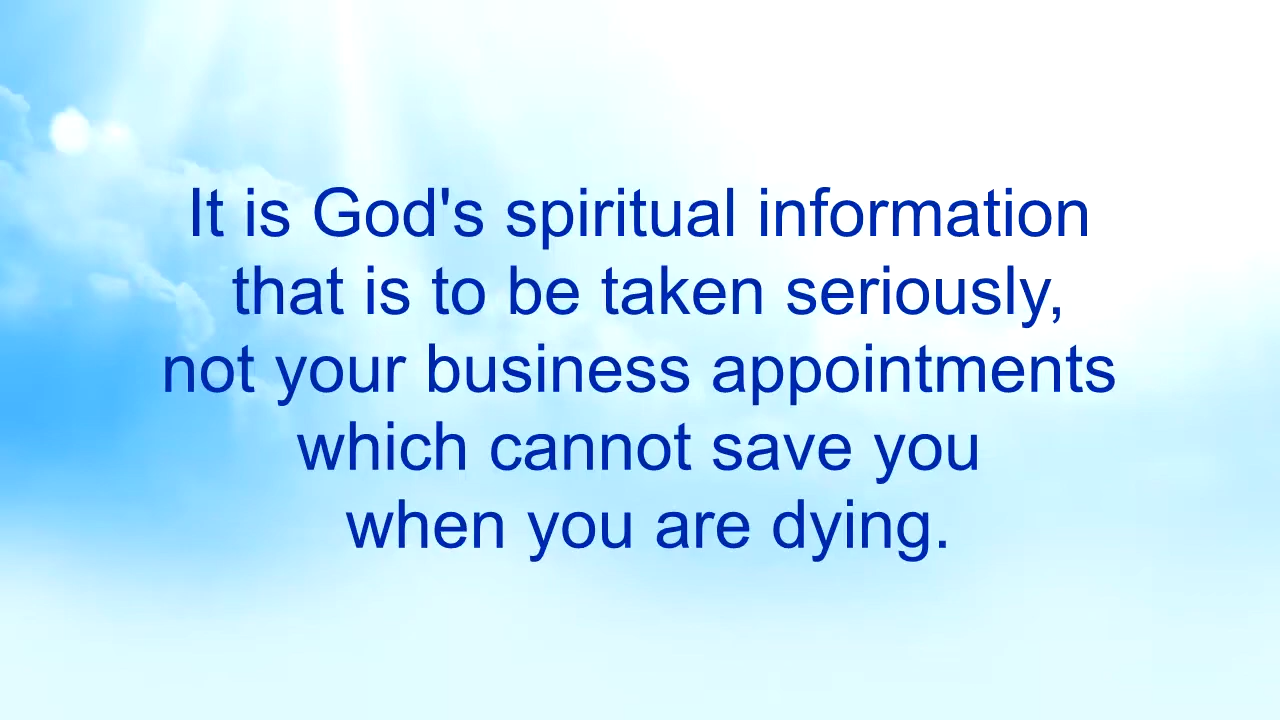 It is God's spiritual information
that is to be taken seriously,
not your business appointments
which cannot save you
when you are dying.